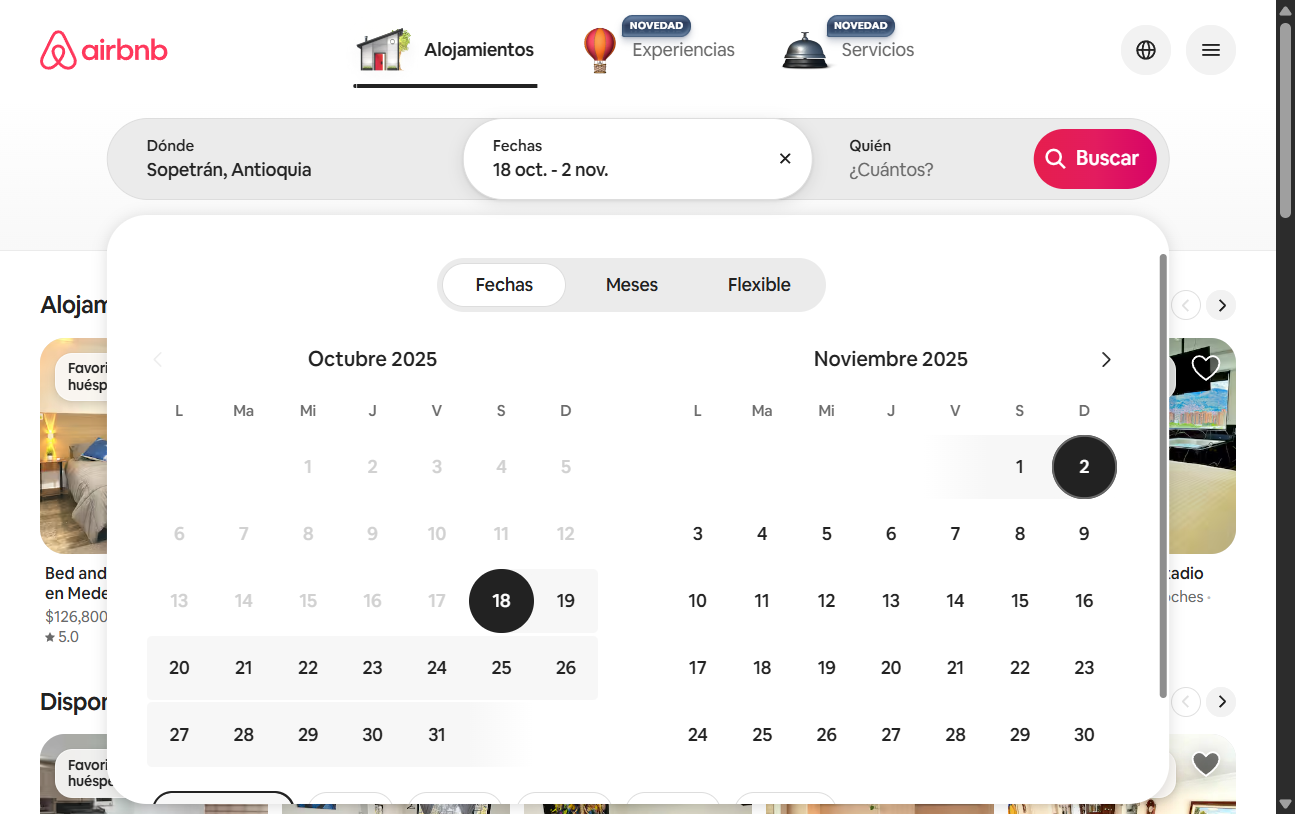 airbnb
Alojamientos
NOVEDAD
Experiencias
NOVEDAD
Servicios
Dónde
Sopetrán, Antioquia
Fechas
18 oct. - 2 nov.
Quién
¿Cuántos?
Buscar
Fechas
Meses
Flexible
Octubre 2025
L Ma Mi J V S D
1 2 3 4 5
6 7 8 9 10 11 12
13 14 15 16 17 18 19
20 21 22 23 24 25 26
27 28 29 30 31
Noviembre 2025
L Ma Mi J V S D
1 2
3 4 5 6 7 8 9
10 11 12 13 14 15 16
17 18 19 20 21 22 23
24 25 26 27 28 29 30
Alojam
Favori
huésp
Bed and
en Mede
$126,800
5.0
tadio
oches ·
Dispon
Favori
huéspe